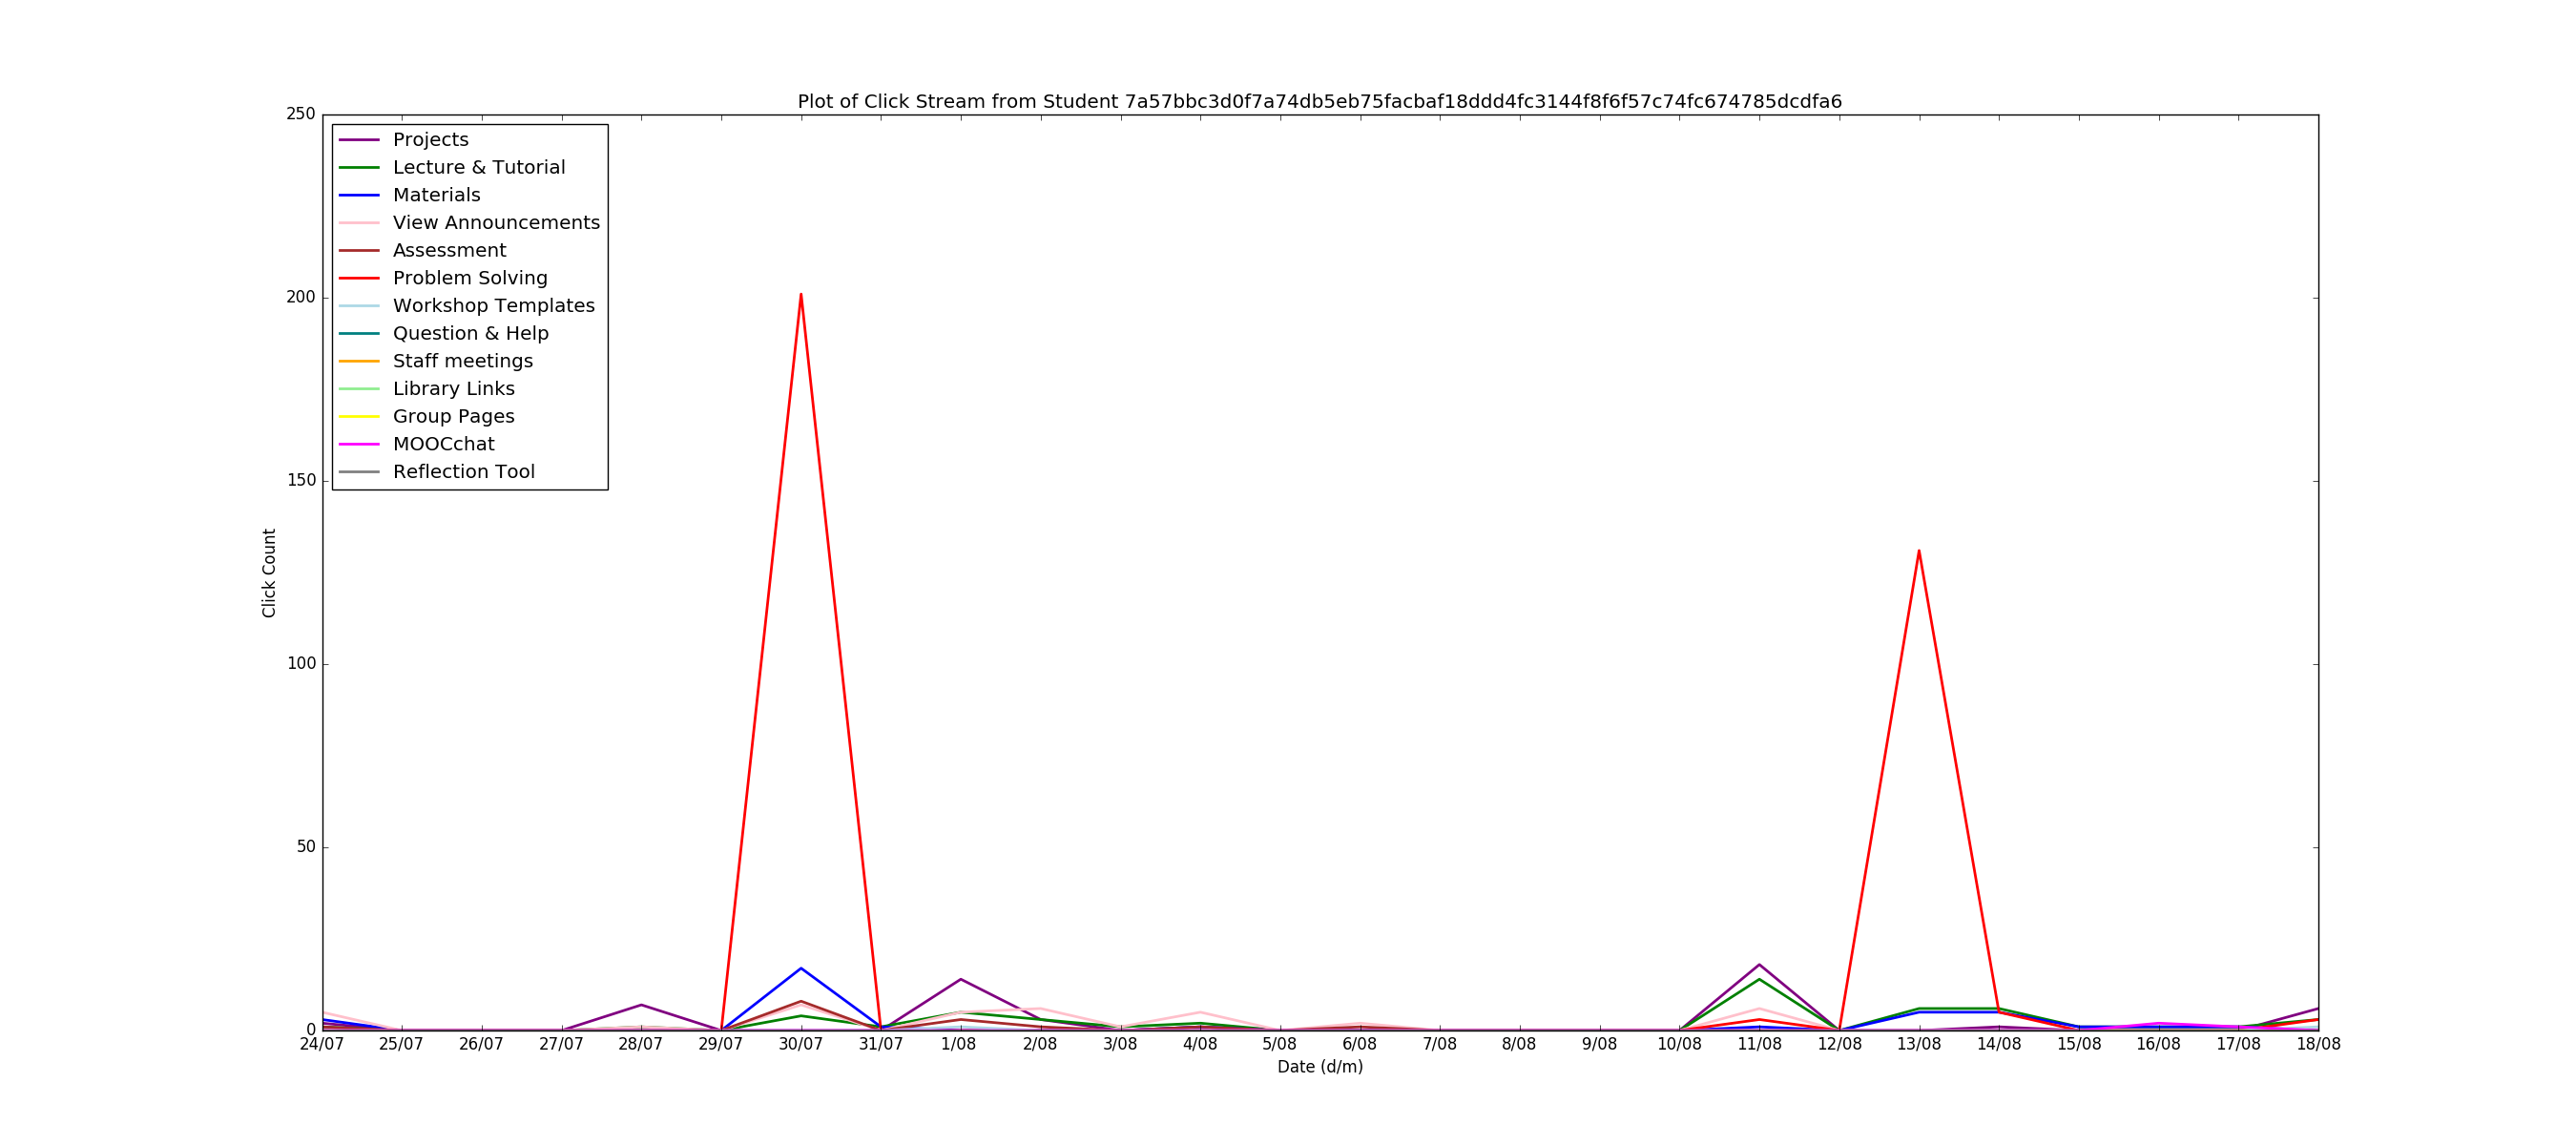 Plot of Click Stream from Student 7a57bbc3d0f7a74db5eb75facbaf18ddd4fc3144f8f6f57c74fc674785dcdfa6
250
200
150
100
50
0
Click Count
Projects
Lecture & Tutorial
Materials
View Announcements
Assessment
Problem Solving
Workshop Templates
Question & Help
Staff meetings
Library Links
Group Pages
MOOCchat
Reflection Tool
24/07 25/07 26/07 27/07 28/07 29/07 30/07 31/07 1/08 2/08 3/08 4/08 5/08 6/08 7/08 8/08 9/08 10/08 11/08 12/08 13/08 14/08 15/08 16/08 17/08 18/08
Date (d/m)